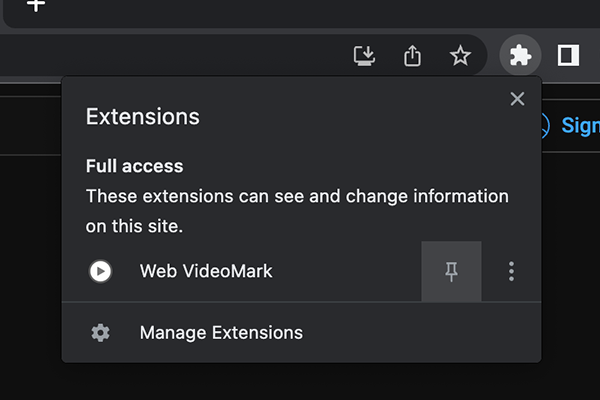 Sign
Extensions
Full access
These extensions can see and change information
on this site.
Web VideoMark
Manage Extensions